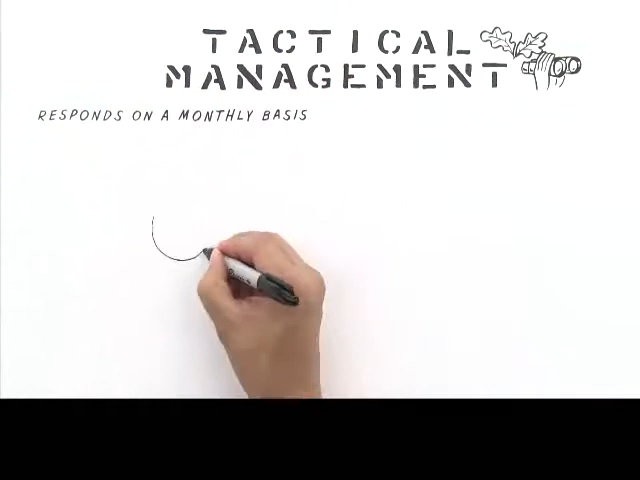 TACTICAL
MANAGEMENT
RESPONDS ON A MONTHLY BASIS